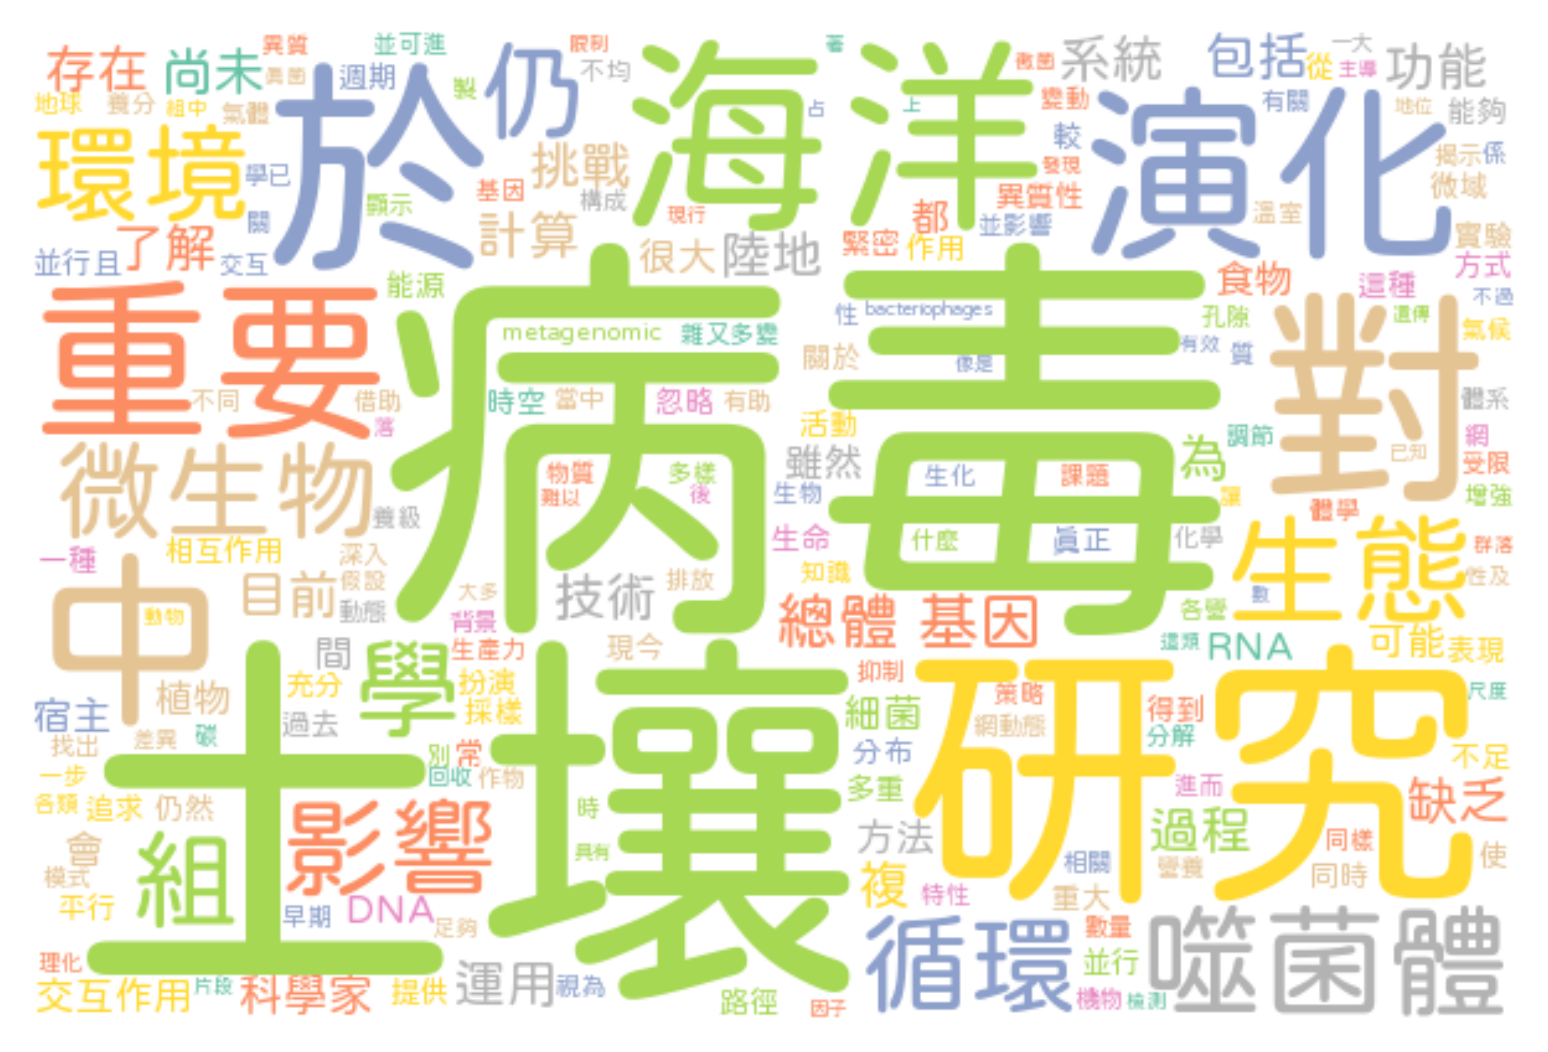 存在
尚未
異質
真菌
並可進
週期
製
仍
限制
不均
海洋
著
占
上
微菌
系統
變動
較
發現
包括
從
一大
主導
功能
有關
地位
能夠
地球
養分
組中
氣體
環境
學已
關
於
顯示
基因
挑戰
構成
計算
現行
很大
陸地
都
緊密
作用
異質性
並影響
演化
溫室
揭示
係
微域
實驗
方式
不過
並行且
了解
交互
能源
食物
這種
遺傳
氣候
重要
不同
借助
落
病毒
metagenomic
雜又多變
時空
當中
忽略
有助
性
bacteriophages
關於
像是
孔隙
有效
質
對
已知
體系
網
受限
增強
活動
雖然
為
調節
讓
體學
微生物
養級
物質
難以
多樣
後
生物
生化
課題
生命
什麼
真正
化學
知識
一種
相互作用
深入
假設
目前
動態
大多
背景
技術
排放
總體
基因
各營
生態
數
群落
性及
中
動物
間
學
生產力
現今
抑制
這類
RNA
可能
表現
宿主
植物
充分
扮演
採樣
過去
找出
差異
碳
細菌
分布
策略
網動態
得到
分解
研究
尺度
不足
土壤
別
常
回收
作物
一步
各類
追求
仍然
多重
進而
過程
缺乏
影響
時
具有
方法
同樣
同時
使
會
模式
組
平行
複
相關
營養
特性
重大
早期
DNA
足夠
循環
數量
並行
噬菌體
理化
交互作用
片段
科學家
提供
運用
視為
路徑
因子
機物
檢測